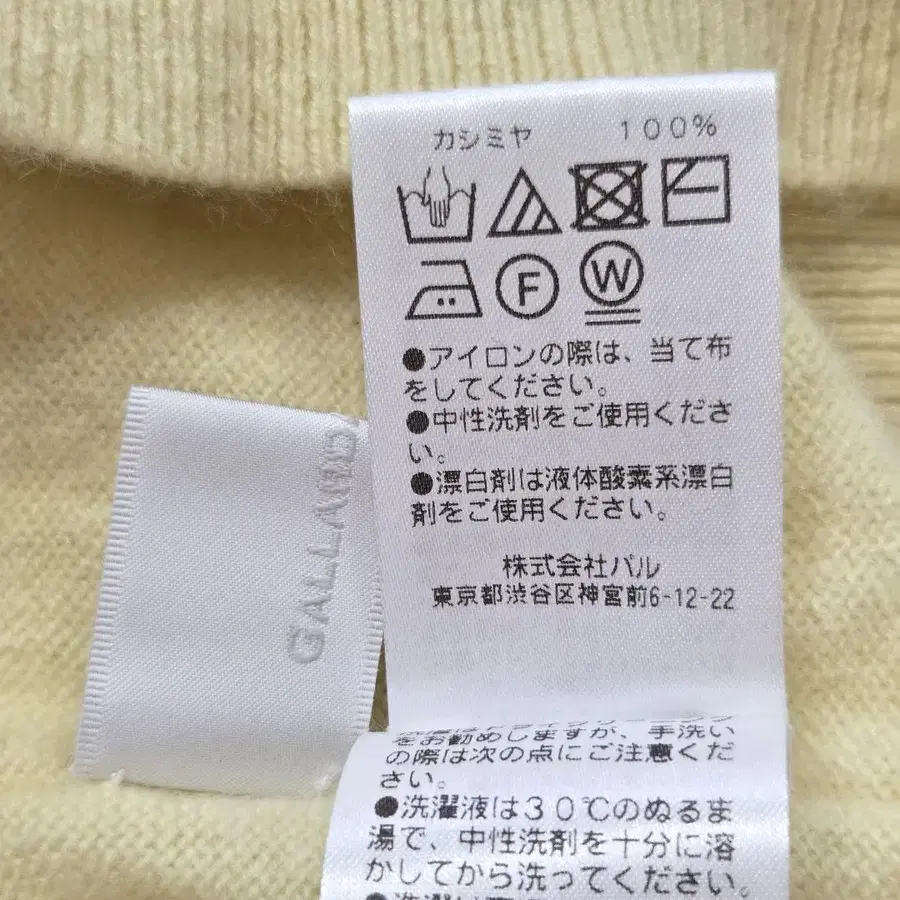 カシミヤ 100%
F W
●アイロンの際は、当て布
をしてください。
●中性洗剤をご使用くださ
い。
●漂白剤は液体酸素系漂白
剤をご使用ください。
株式会社パル
東京都渋谷区神宮前6-12-22
GALLARD
をお勧めしますが、手洗い
の際は次の点にご注意くだ
さい。
●洗濯液は30℃のぬるま
湯で、中性洗剤を十分に溶
かしてから洗ってください。